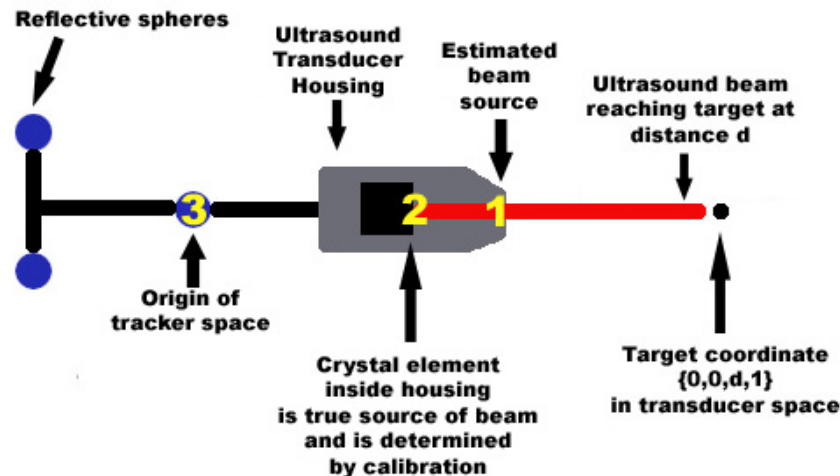 Reflective spheres
Ultrasound
Transducer
Housing
Estimated
beam
source
Ultrasound beam
reaching target at
distance d
3
2
1
Origin of
tracker space
Crystal element
inside housing
is true source of beam
and is determined
by calibration
Target coordinate
{0,0,d,1}
in transducer space